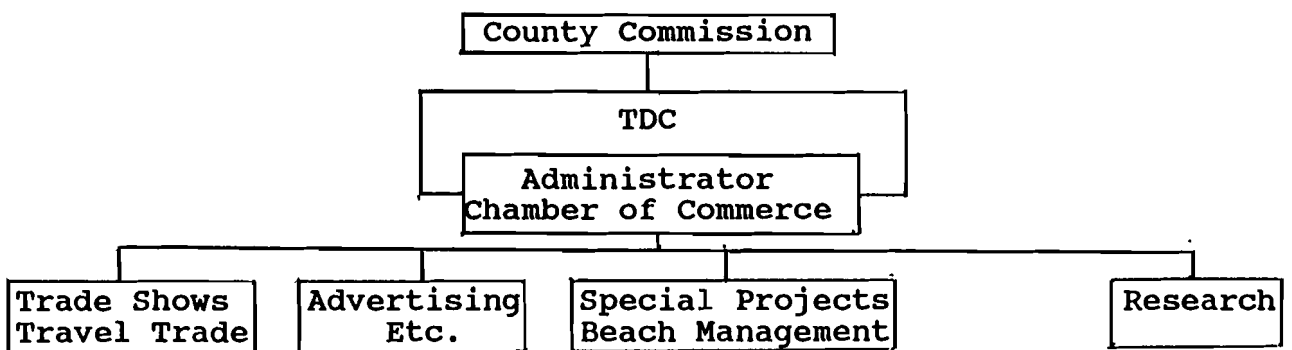 County Commission
TDC
Administrator
Chamber of Commerce
Trade Shows
Travel Trade
Advertising
Etc.
Special Projects
Beach Management
Research